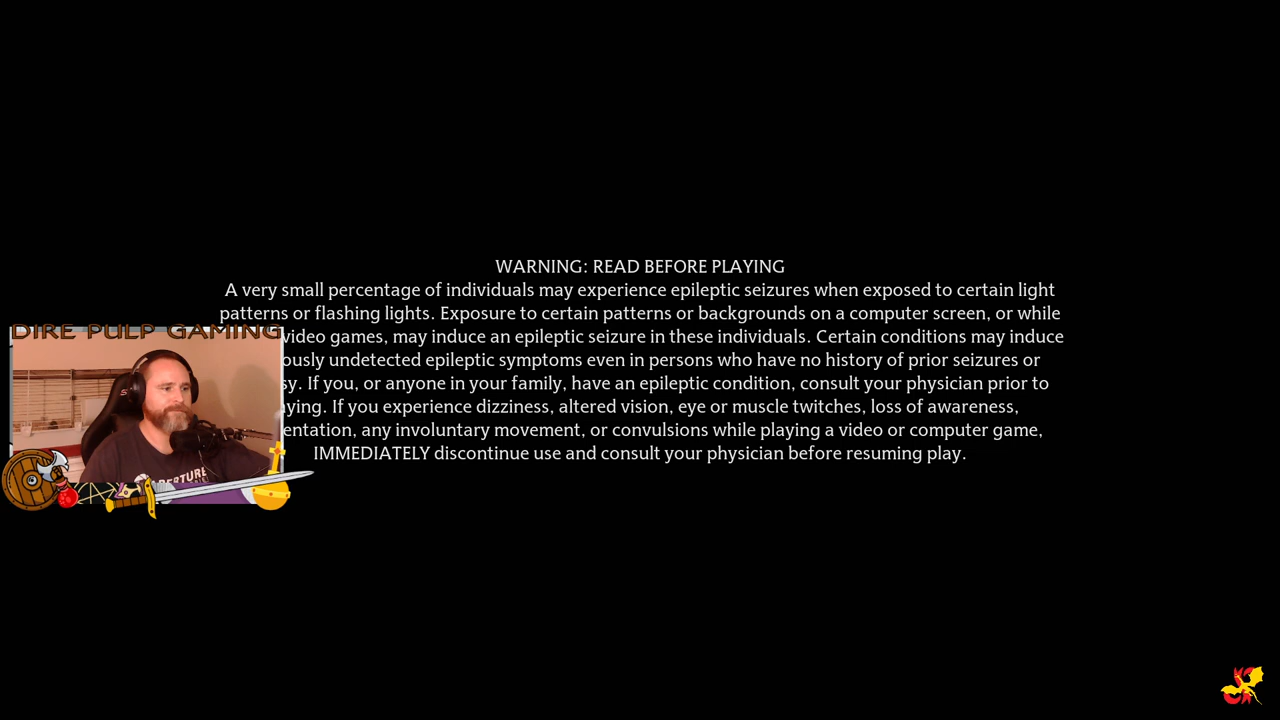 WARNING: READ BEFORE PLAYING
A very small percentage of individuals may experience epileptic seizures when exposed to certain light
patterns or flashing lights. Exposure to certain patterns or backgrounds on a computer screen, or while
video games, may induce an epileptic seizure in these individuals. Certain conditions may induce
ously undetected epileptic symptoms even in persons who have no history of prior seizures or
sy. If you, or anyone in your family, have an epileptic condition, consult your physician prior to
aying. If you experience dizziness, altered vision, eye or muscle twitches, loss of awareness,
entation, any involuntary movement, or convulsions while playing a video or computer game,
IMMEDIATELY discontinue use and consult your physician before resuming play.
DIRE PULP GAMING
APERTURE